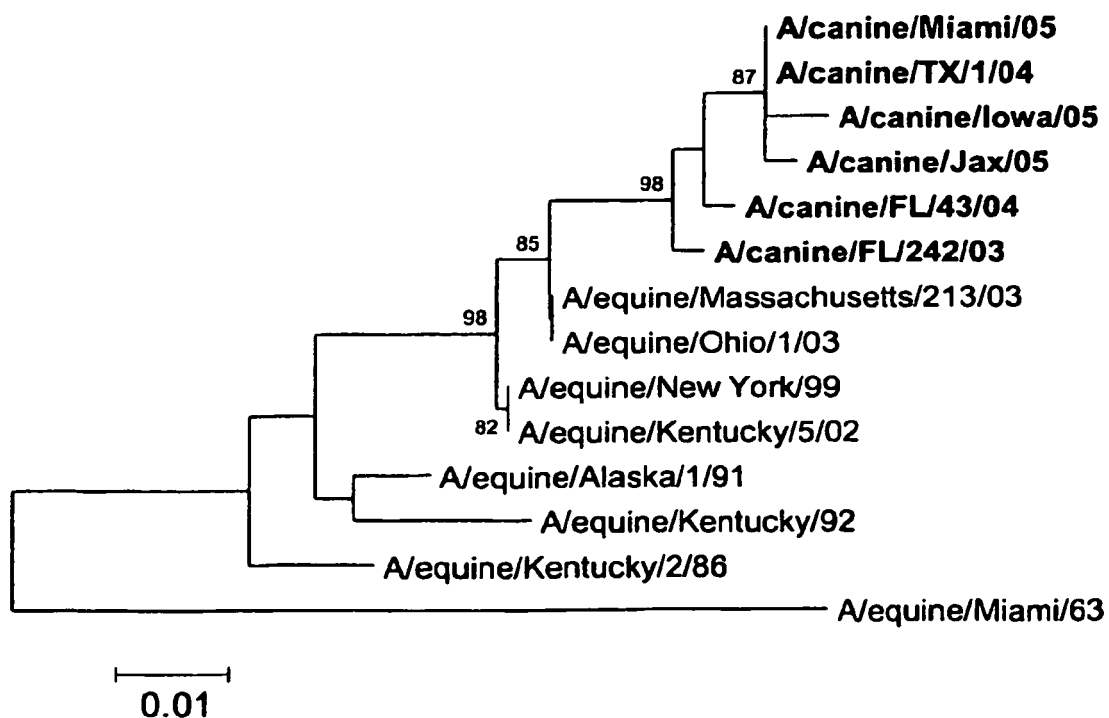 A/canine/Miami/05
87
A/canine/TX/1/04
A/canine/Iowa/05
A/canine/Jax/05
98
A/canine/FL/43/04
85
A/canine/FL/242/03
A/equine/Massachusetts/213/03
98
A/equine/Ohio/1/03
A/equine/New York/99
82
A/equine/Kentucky/5/02
A/equine/Alaska/1/91
A/equine/Kentucky/92
A/equine/Kentucky/2/86
A/equine/Miami/63
0.01